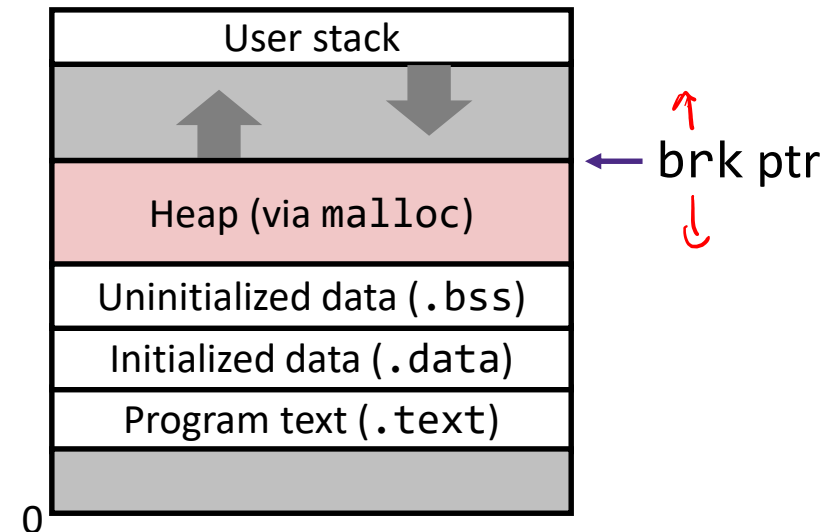 User stack
brk ptr
Heap (via malloc)
Uninitialized data (.bss)
Initialized data (.data)
Program text (.text)
0